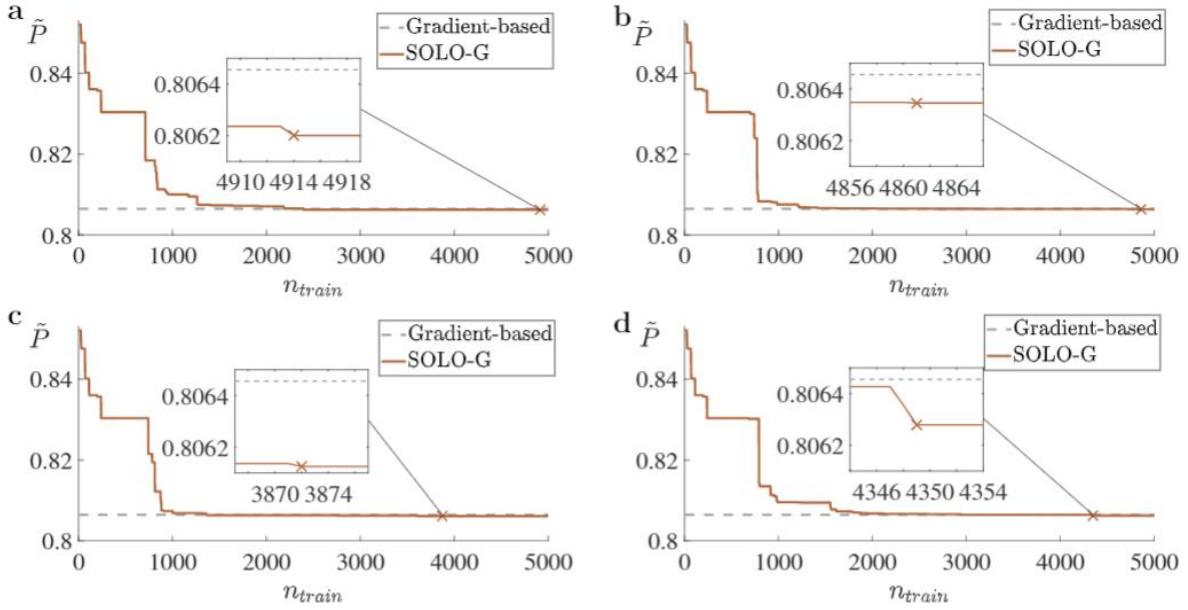 a
P̃
Gradient-based
SOLO-G
0.84
0.82
0.8
0.8064
0.8062
4910 4914 4918
0 1000 2000 3000 4000 5000
n_train
b
P̃
Gradient-based
SOLO-G
0.84
0.82
0.8
0.8064
0.8062
4856 4860 4864
0 1000 2000 3000 4000 5000
n_train
c
P̃
Gradient-based
SOLO-G
0.84
0.82
0.8
0.8064
0.8062
3870 3874
0 1000 2000 3000 4000 5000
n_train
d
P̃
Gradient-based
SOLO-G
0.84
0.82
0.8
0.8064
0.8062
4346 4350 4354
0 1000 2000 3000 4000 5000
n_train